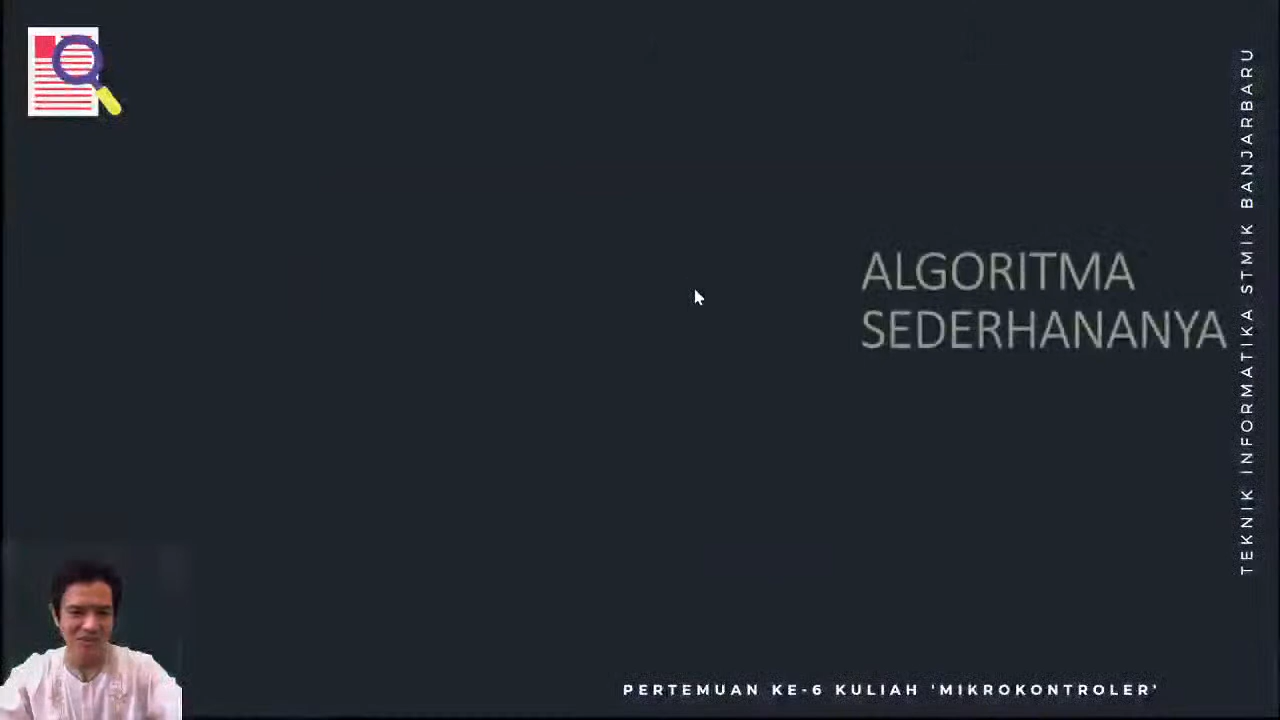 ALGORITMA
SEDERHANANYA
TEKNIK INFORMATIKA STMIK BANJARBARU
PERTEMUAN KE-6 KULIAH 'MIKROKONTROLER'